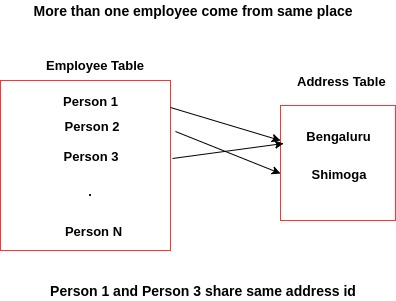 More than one employee come from same place
Employee Table
Address Table
Person 1
Person 2
Person 3
.
Person N
Bengaluru
Shimoga
Person 1 and Person 3 share same address id